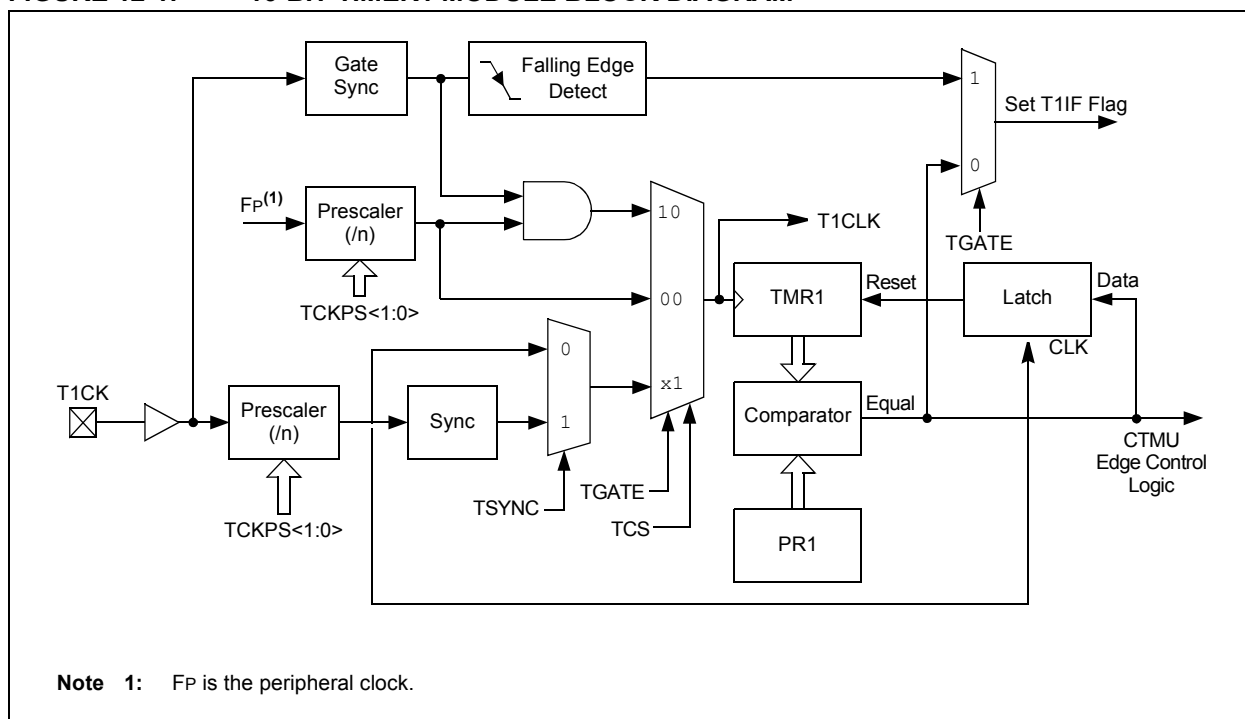 Gate
Sync
Falling Edge
Detect
1
Set T1IF Flag
0
TGATE
FP(1)
Prescaler
(/n)
TCKPS<1:0>
10
00
x1
T1CLK
TMR1
Reset
Latch
Data
CLK
0
1
T1CK
Prescaler
(/n)
Sync
TCKPS<1:0>
TSYNC
TGATE
TCS
Comparator
Equal
CTMU
Edge Control
Logic
PR1
Note 1: FP is the peripheral clock.